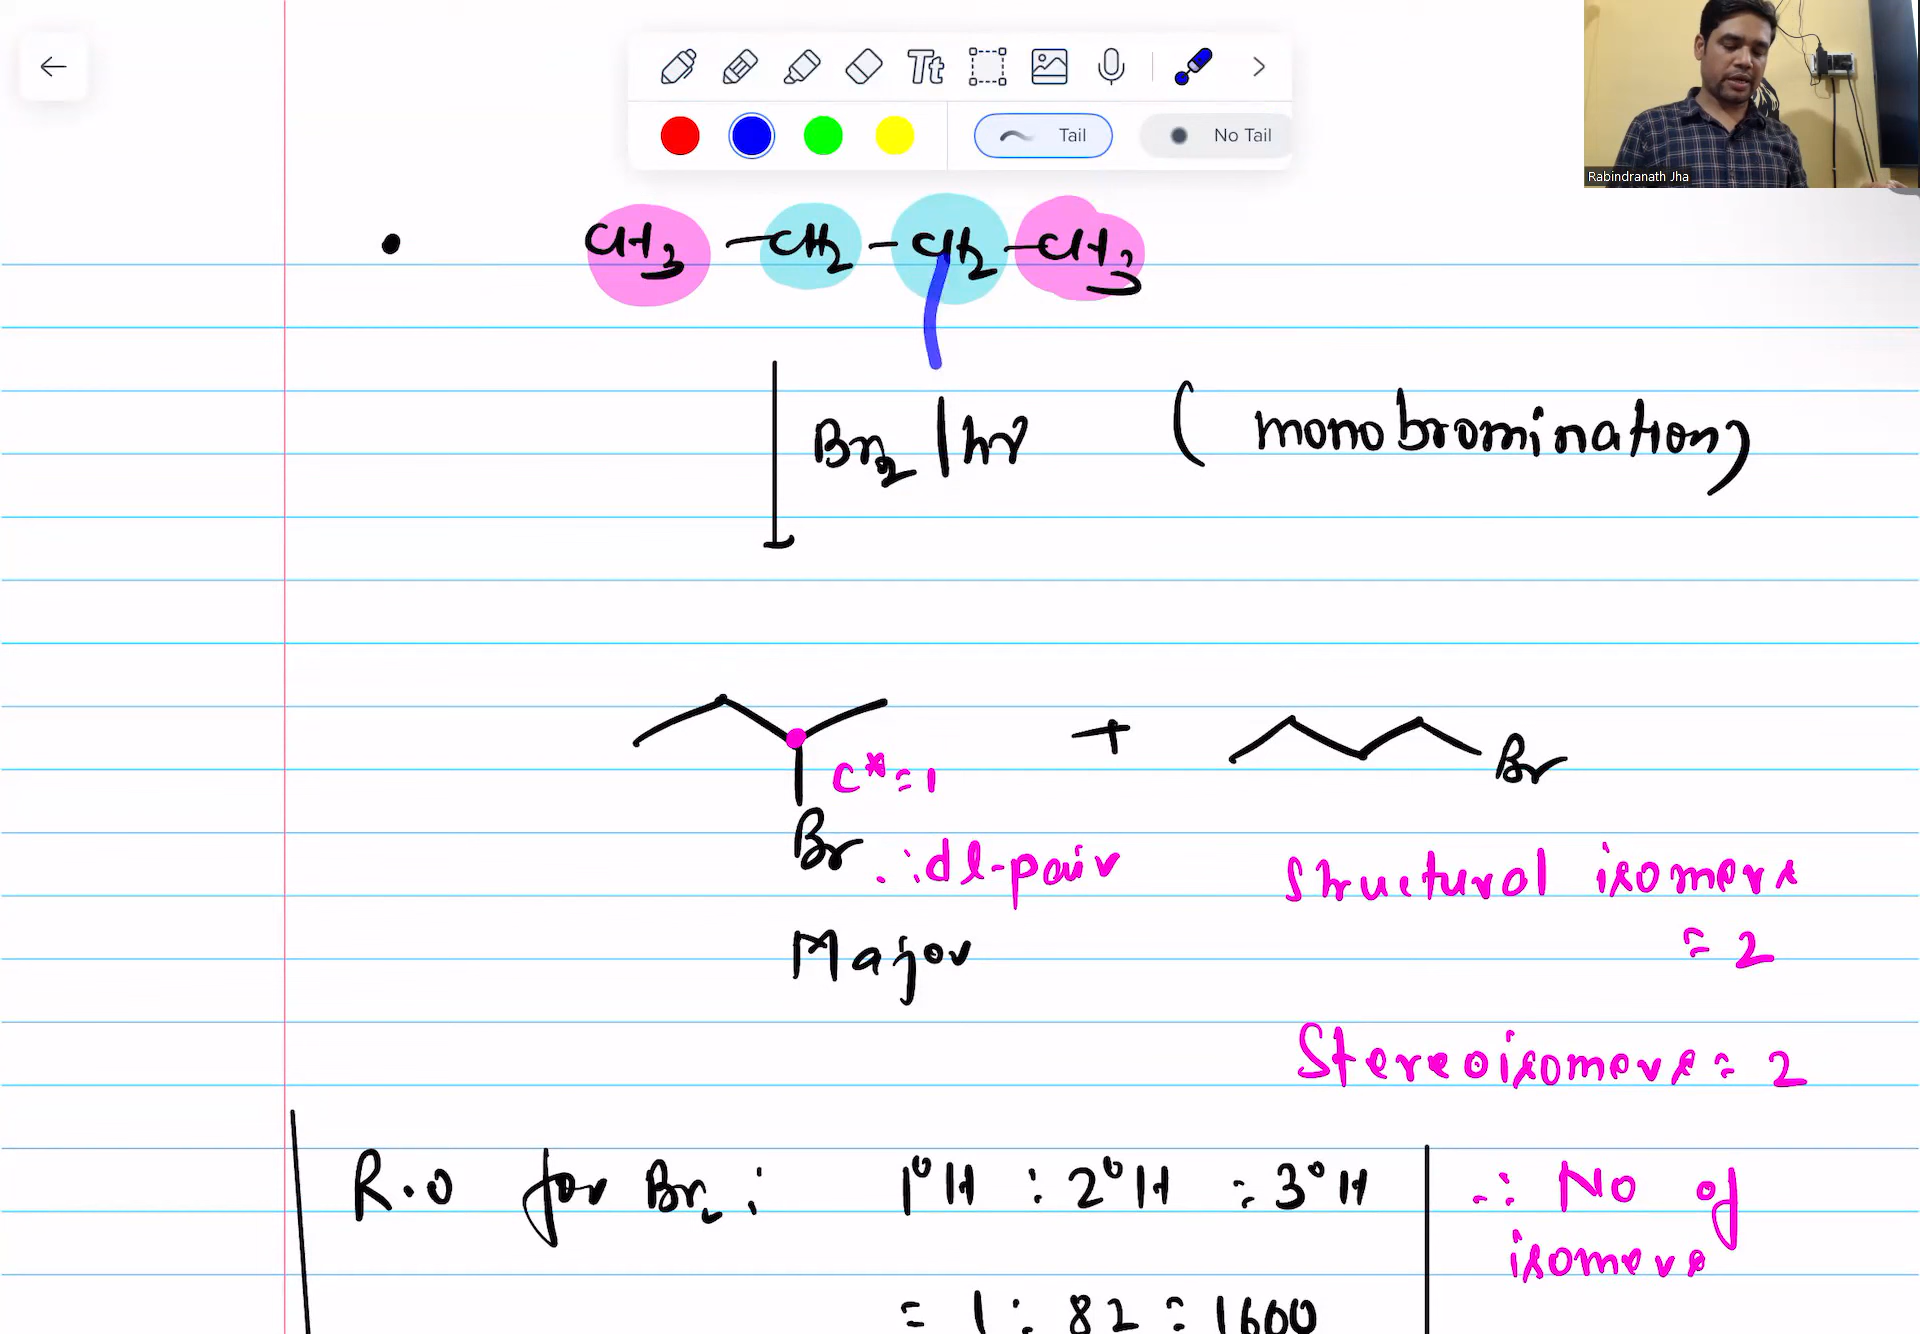 Tt
Tail
No Tail
Rabindranath Jha
CH3 - CH2 - CH2 - CH3
Br2 | hν (monobromination)
+ Br
C* = 1
Br ∴ dl-pair
Structural isomers
= 2
Major
Stereoisomers = 2
R.O for Br2 : 1°H : 2°H : 3°H
∴ No of
isomers
= 1 : 82 : 1600